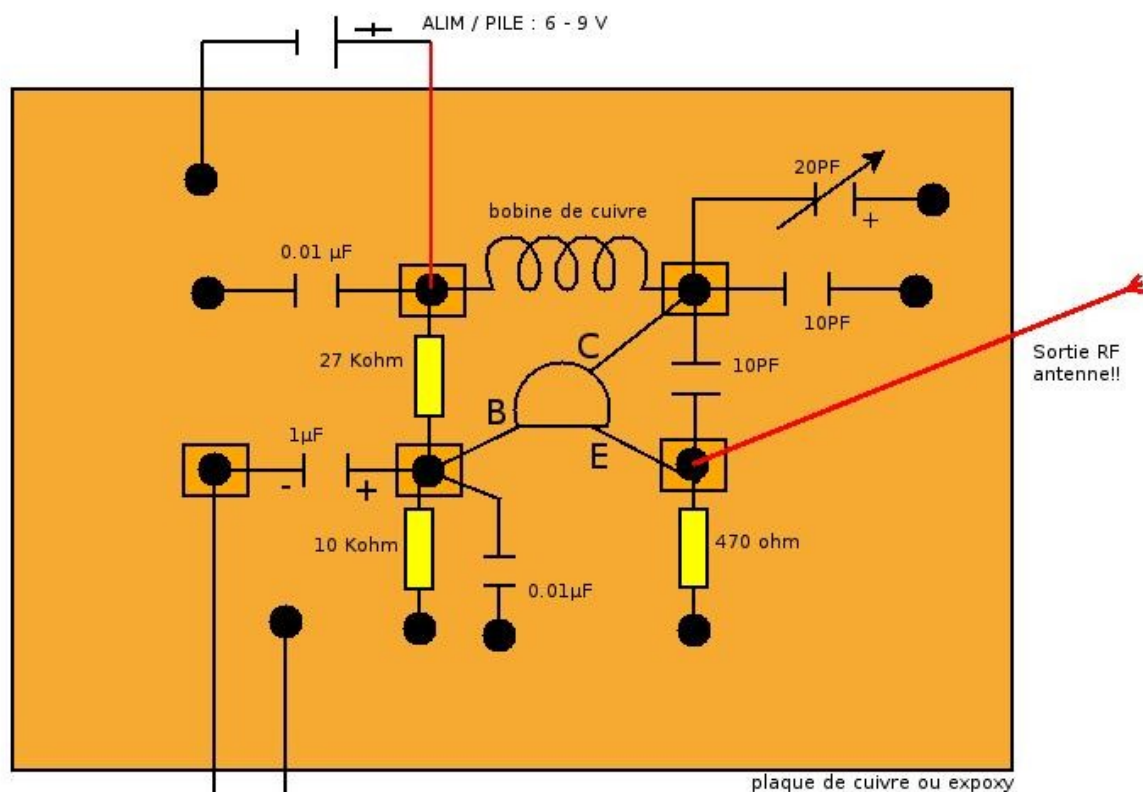 ALIM / PILE : 6 - 9 V
20PF
+
bobine de cuivre
0.01 µF
10PF
27 Kohm
C
10PF
Sortie RF
antenne!!
B
1µF
E
- +
10 Kohm
470 ohm
0.01µF
plaque de cuivre ou expoxy